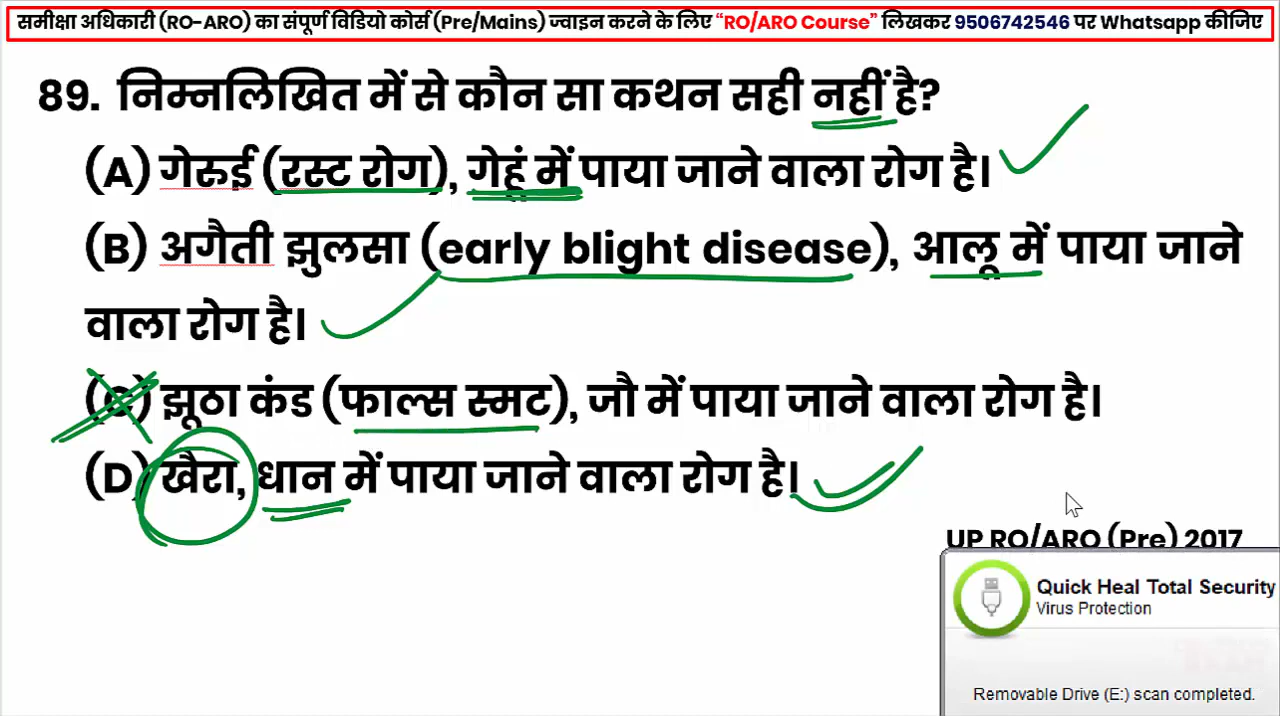 समीक्षा अधिकारी (RO-ARO) का संपूर्ण विडियो कोर्स (Pre/Mains) ज्वाइन करने के लिए “RO/ARO Course” लिखकर 9506742546 पर Whatsapp कीजिए
89. निम्नलिखित में से कौन सा कथन सही नहीं है?
(A) गेरुई (रस्ट रोग), गेहूं में पाया जाने वाला रोग है।
(B) अगैती झुलसा (early blight disease), आलू में पाया जाने
वाला रोग है।
(C) झूठा कंड (फाल्स स्मट), जौ में पाया जाने वाला रोग है।
(D) खैरा, धान में पाया जाने वाला रोग है।
UP RO/ARO (Pre) 2017
Quick Heal Total Security
Virus Protection
Removable Drive (E:) scan completed.